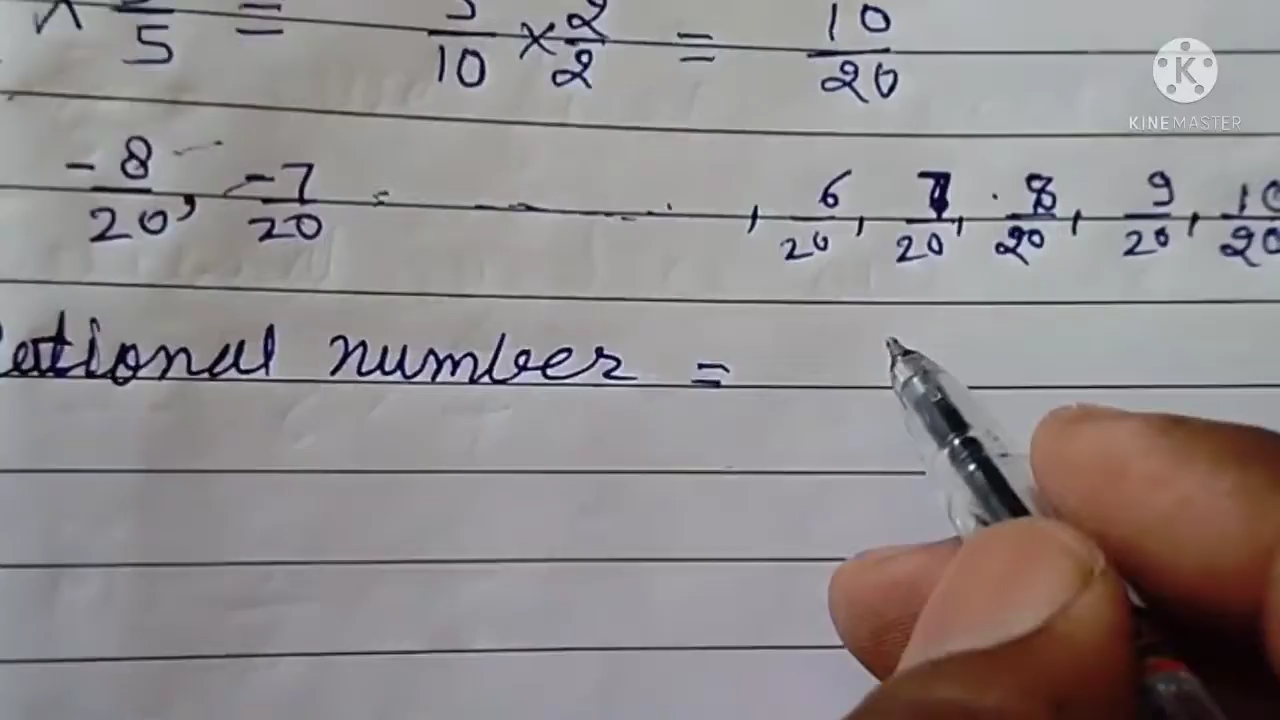 × /5 = 5/10 × 2/2 = 10/20
-8/20, -7/20 = , 6/20, 7/20, 8/20, 9/20, 10/20
ational number =
KINEMASTER